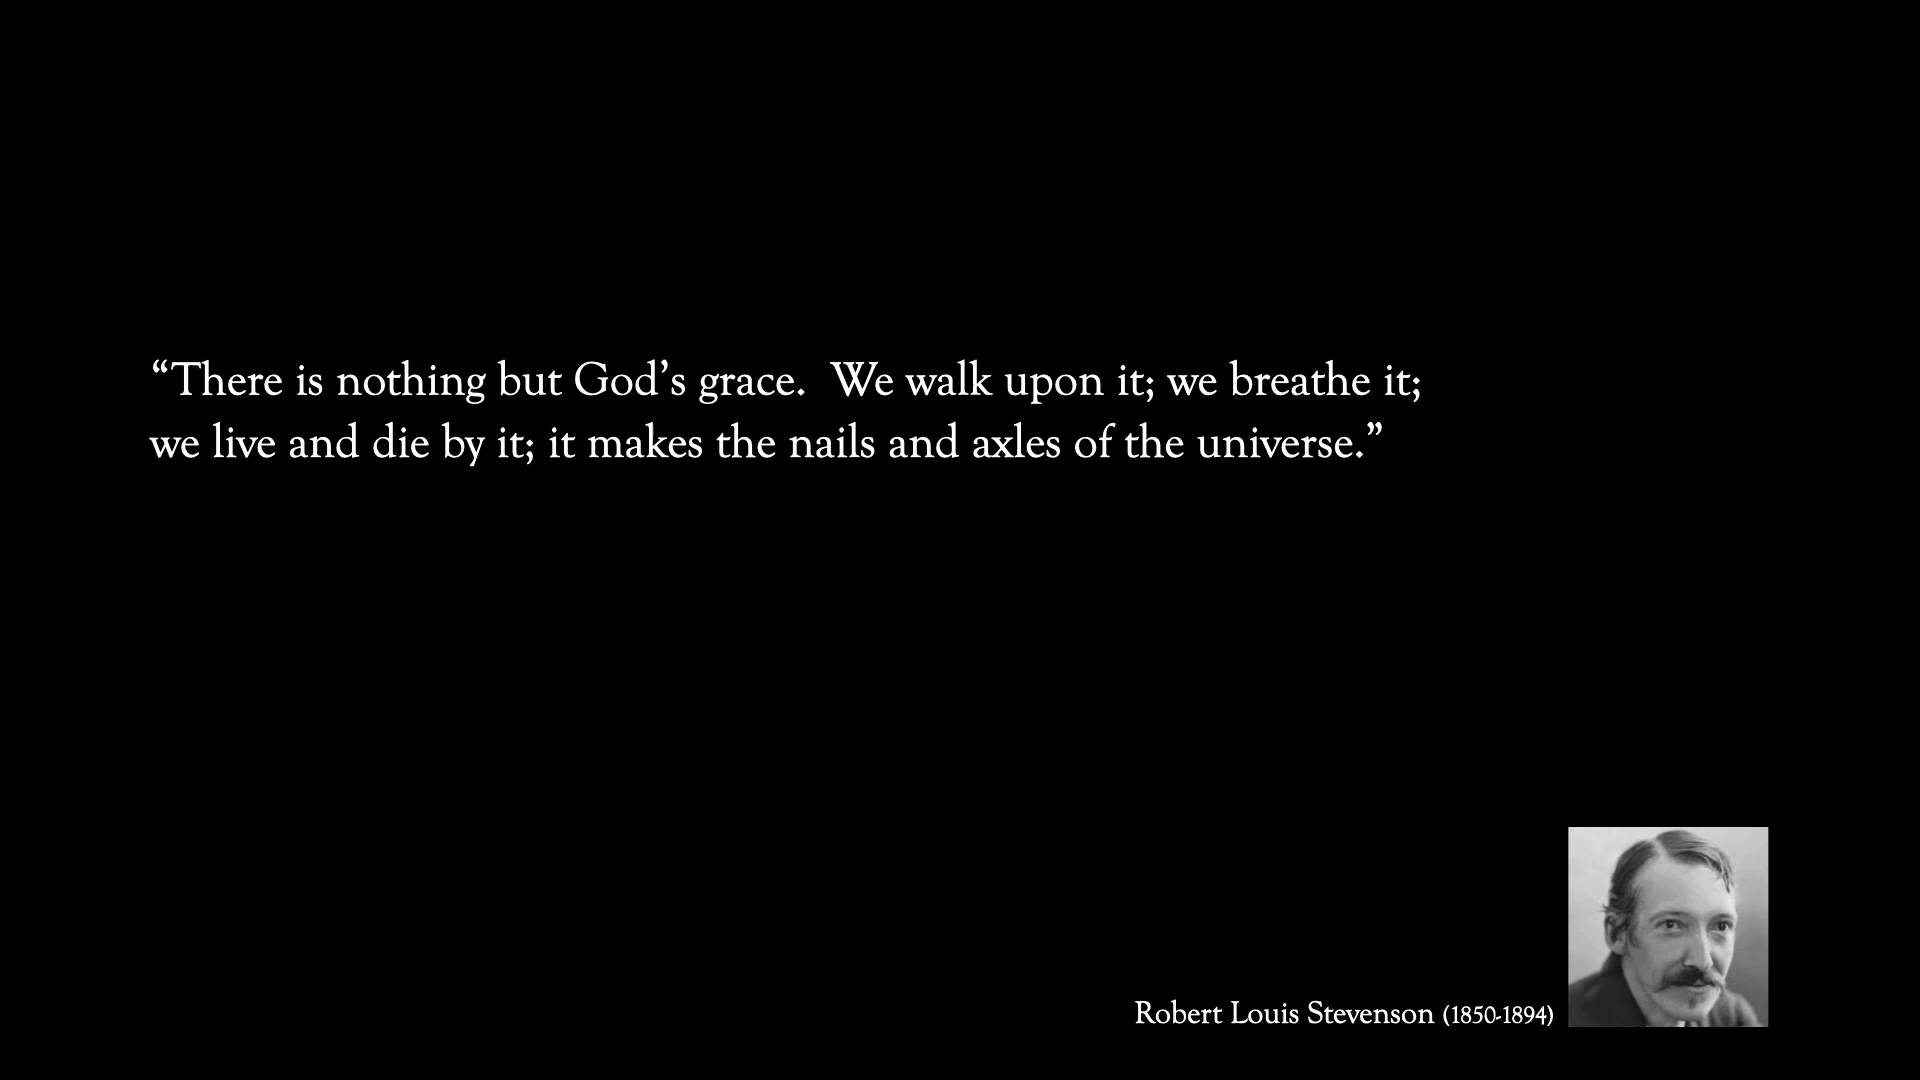 “There is nothing but God’s grace.  We walk upon it; we breathe it;
we live and die by it; it makes the nails and axles of the universe.”
Robert Louis Stevenson (1850-1894)